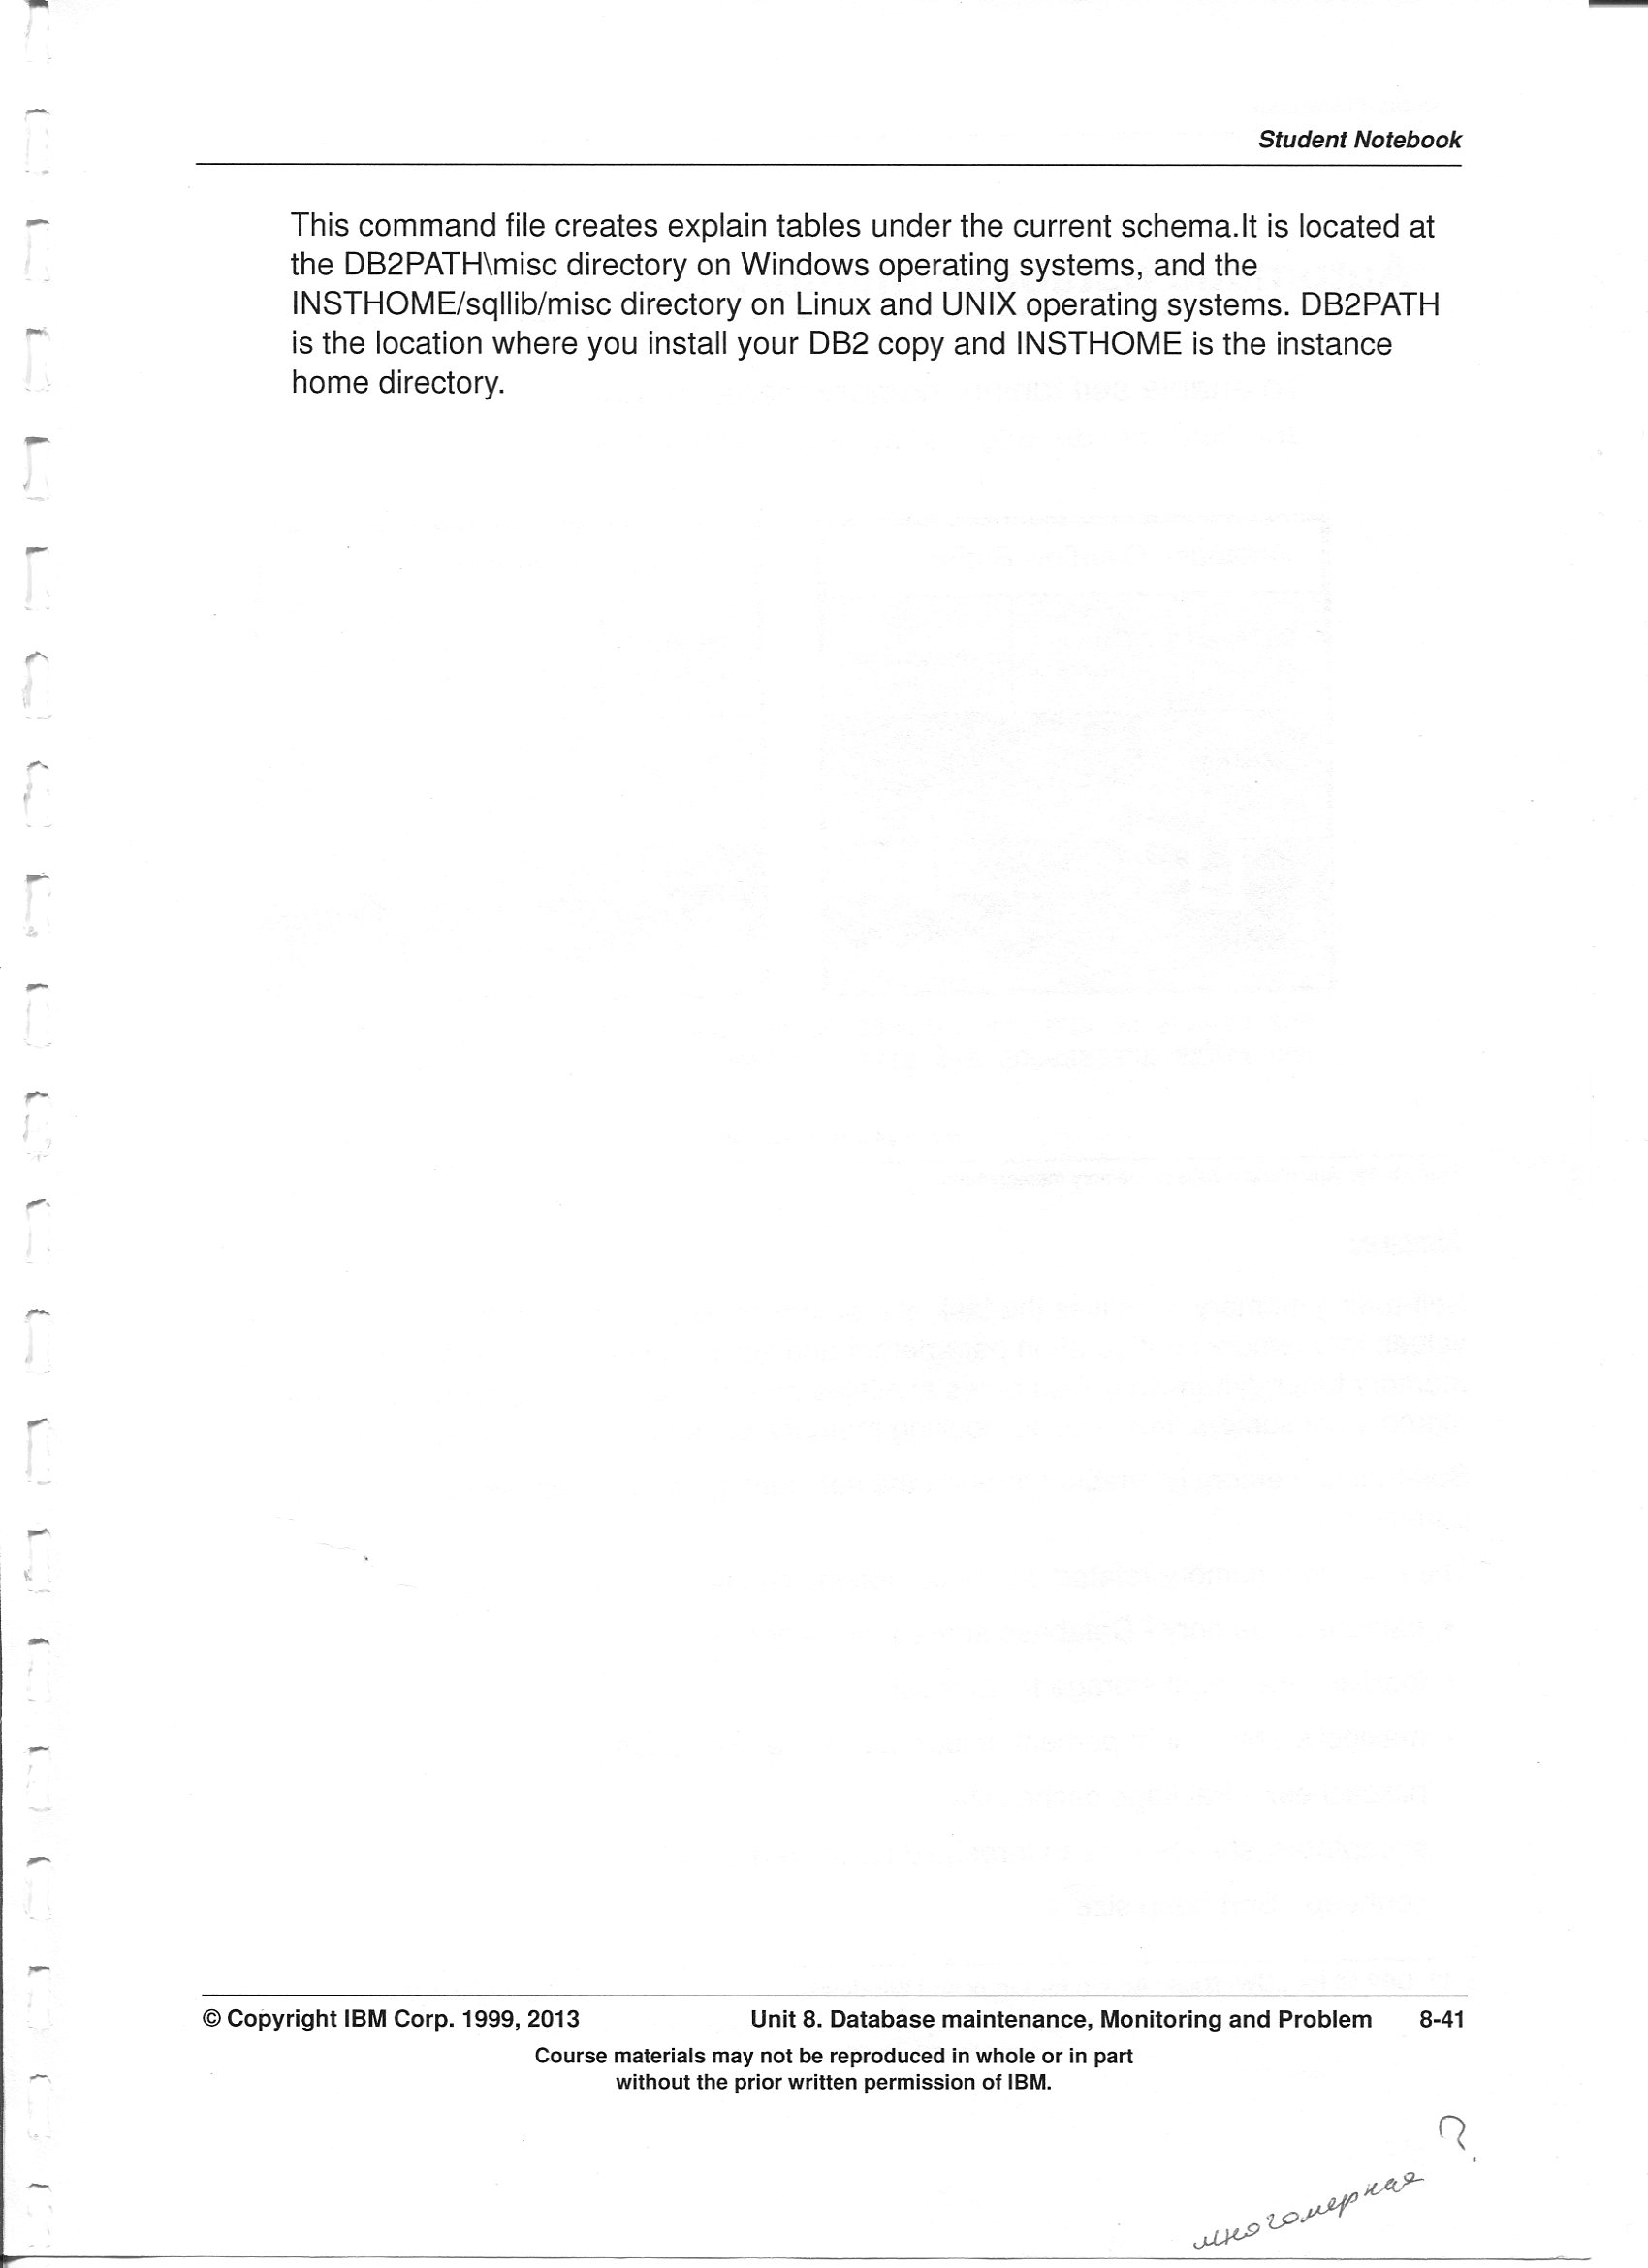 Student Notebook
This command file creates explain tables under the current schema.It is located at
the DB2PATH\misc directory on Windows operating systems, and the
INSTHOME/sqllib/misc directory on Linux and UNIX operating systems. DB2PATH
is the location where you install your DB2 copy and INSTHOME is the instance
home directory.
© Copyright IBM Corp. 1999, 2013 Unit 8. Database maintenance, Monitoring and Problem 8-41
Course materials may not be reproduced in whole or in part
without the prior written permission of IBM.
многомерная ?